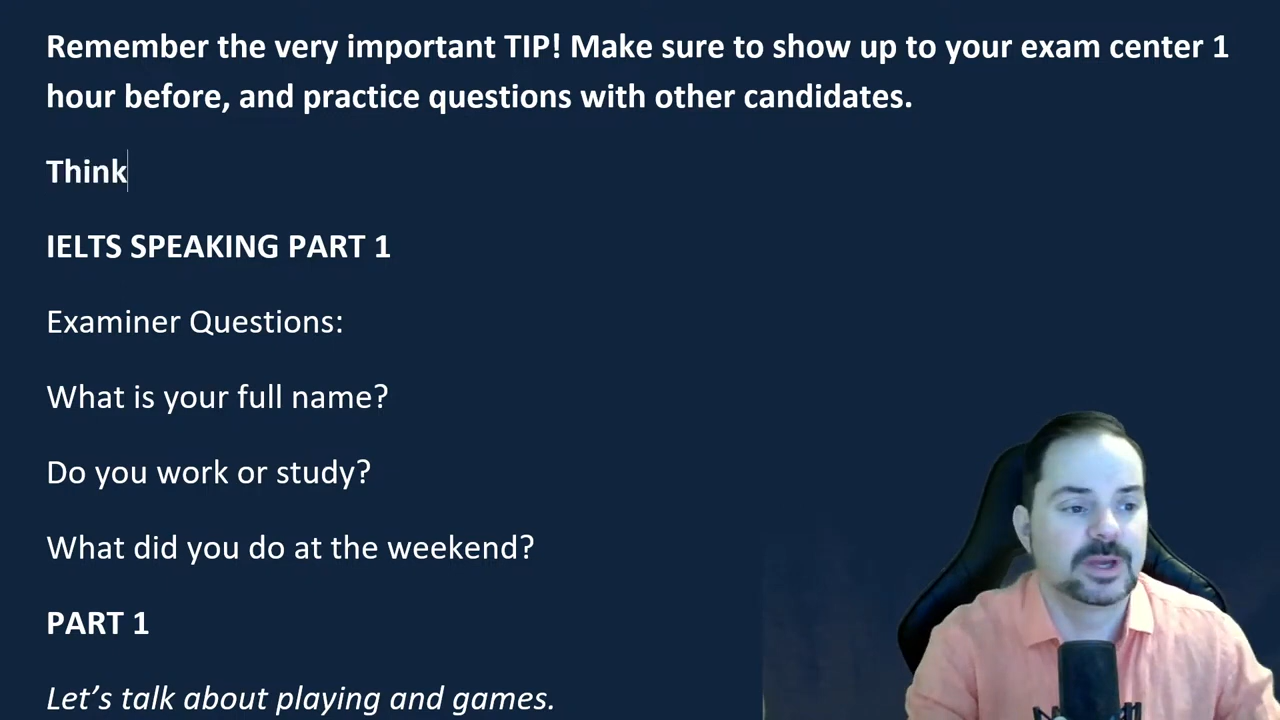 Remember the very important TIP! Make sure to show up to your exam center 1
hour before, and practice questions with other candidates.
Think
IELTS SPEAKING PART 1
Examiner Questions:
What is your full name?
Do you work or study?
What did you do at the weekend?
PART 1
Let’s talk about playing and games.